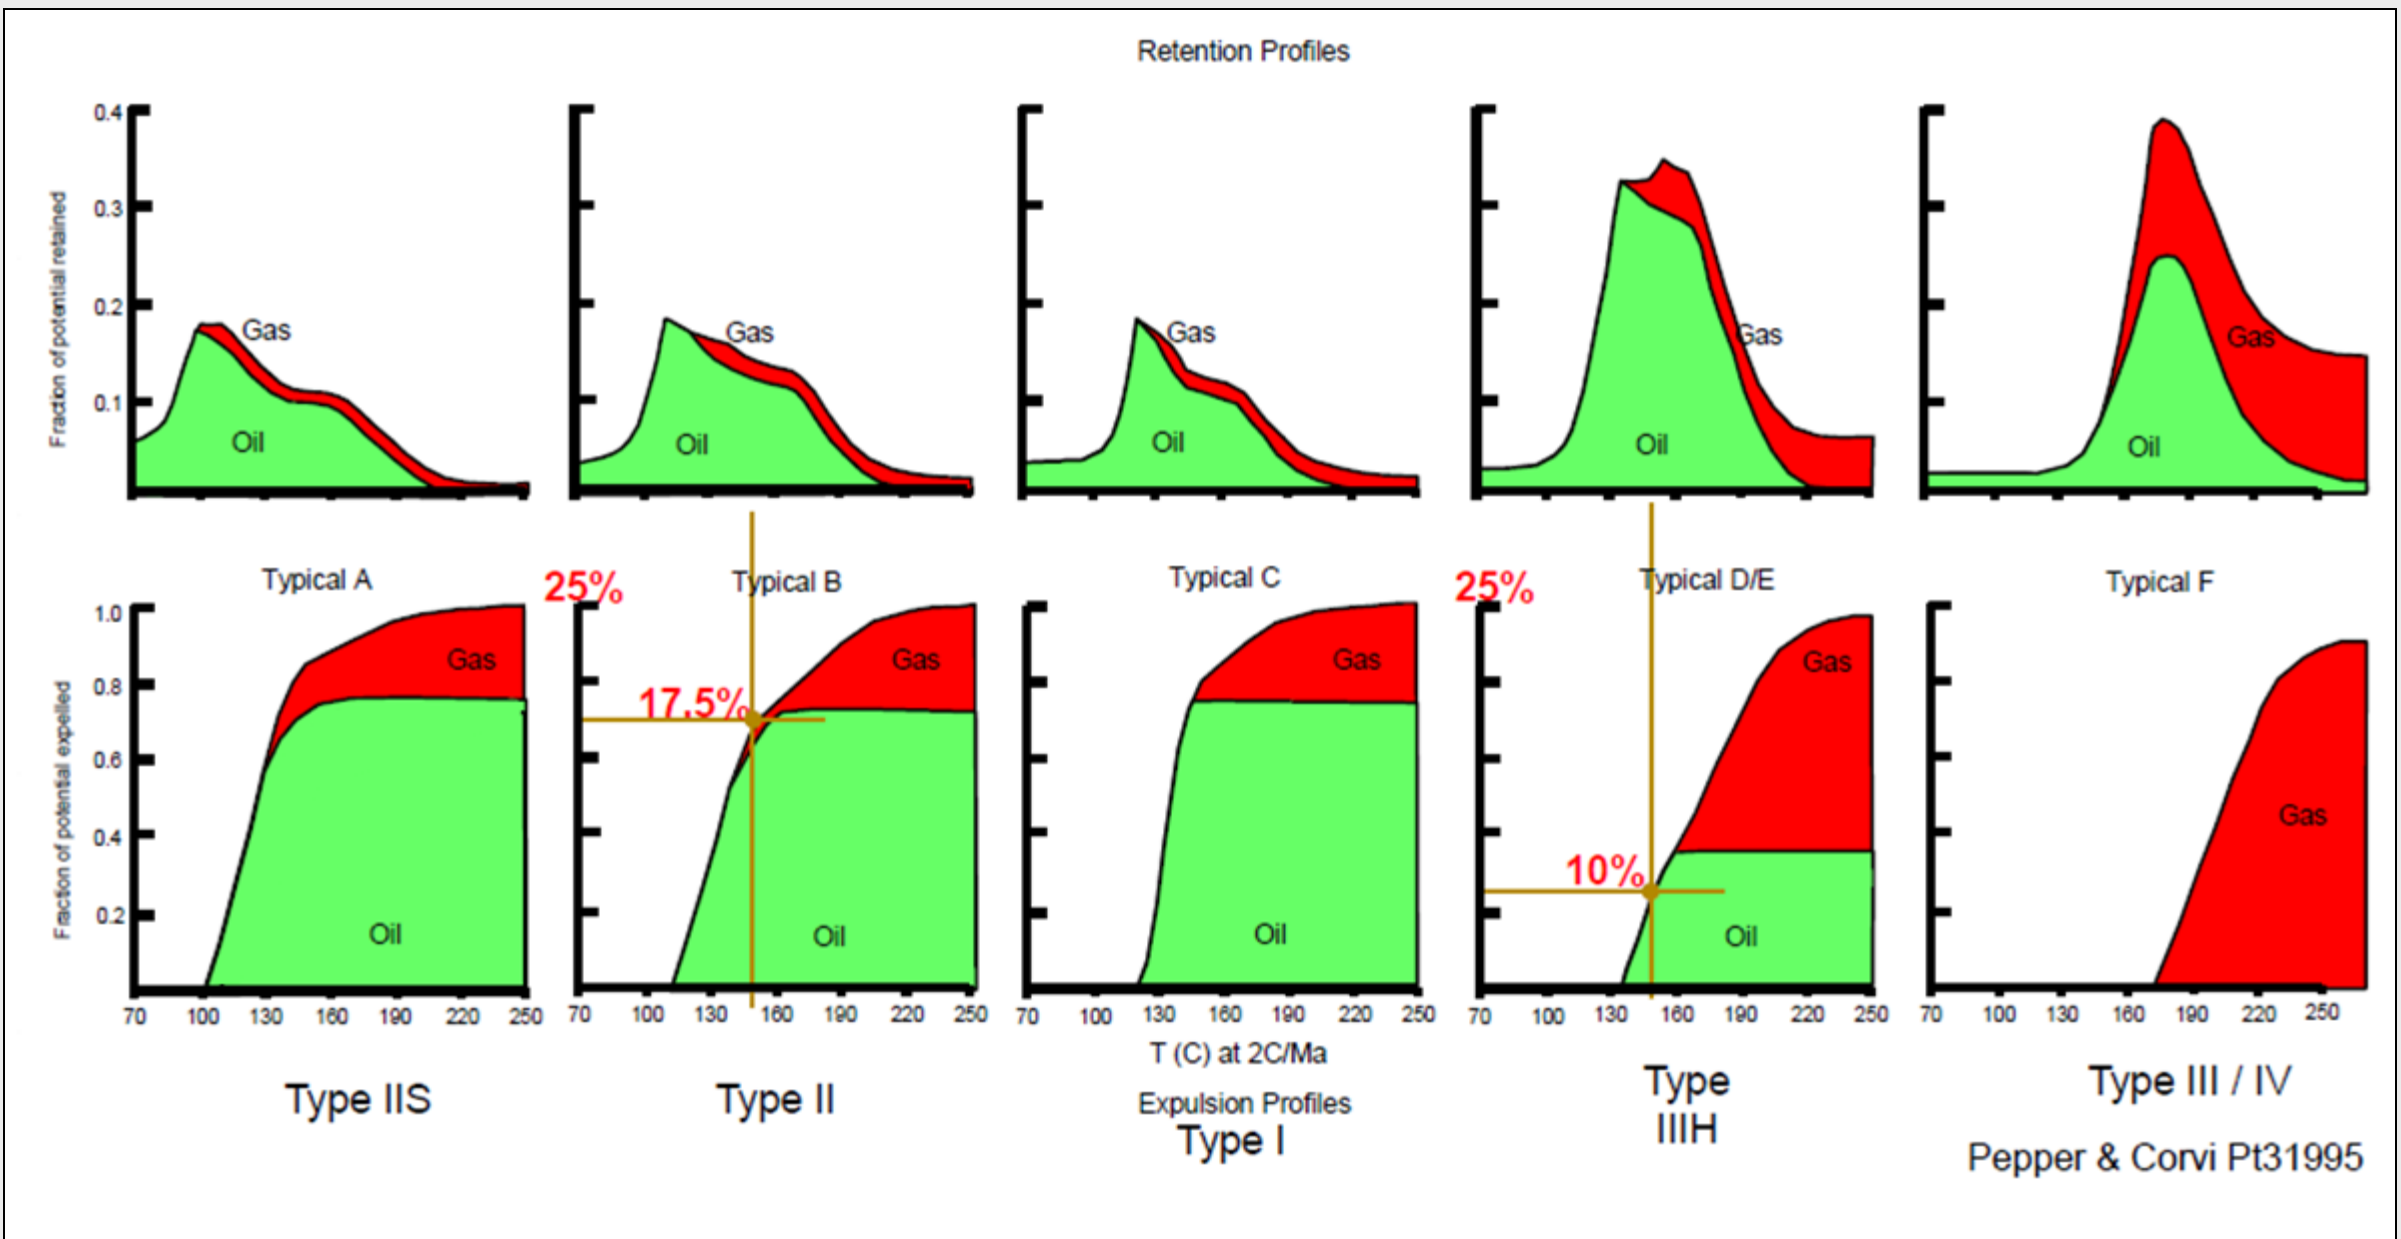 Retention Profiles
Fraction of potential retained
0.4
0.3
0.2
0.1
Gas
Oil
Gas
Oil
Gas
Oil
Gas
Oil
Gas
Oil
Typical A
Typical B
Typical C
Typical D/E
Typical F
Fraction of potential expelled
1.0
0.8
0.6
0.4
0.2
Gas
Oil
25%
17.5%
Gas
Oil
Gas
Oil
25%
10%
Gas
Oil
Gas
70 100 130 160 190 220 250
70 100 130 160 190 220 250
70 100 130 160 190 220 250
70 100 130 160 190 220 250
70 100 130 160 190 220 250
T (C) at 2C/Ma
Expulsion Profiles
Type IIS
Type II
Type I
Type
IIIH
Type III / IV
Pepper & Corvi Pt31995